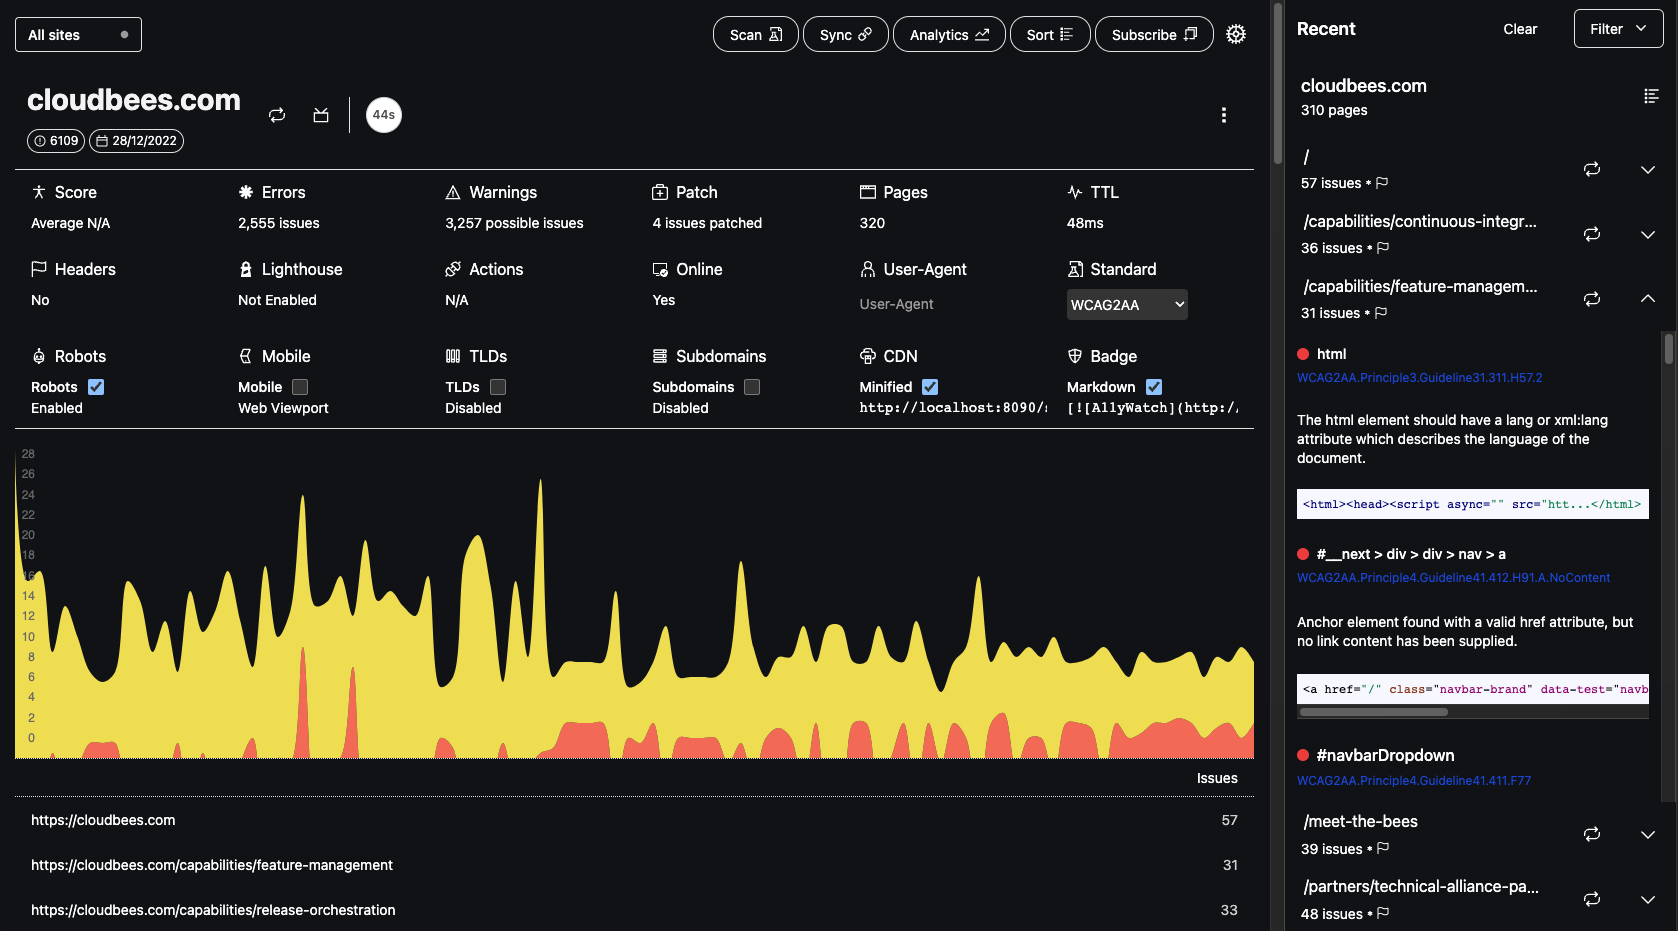 All sites
Scan
Sync
Analytics
Sort
Subscribe
cloudbees.com
44s
6109
28/12/2022
Score
Average N/A
Errors
2,555 issues
Warnings
3,257 possible issues
Patch
4 issues patched
Pages
320
TTL
48ms
Headers
No
Lighthouse
Not Enabled
Actions
N/A
Online
Yes
User-Agent
User-Agent
Standard
WCAG2AA
Robots
Robots
Enabled
Mobile
Mobile
Web Viewport
TLDs
TLDs
Disabled
Subdomains
Subdomains
Disabled
CDN
Minified
http://localhost:8090/
Badge
Markdown
[![A11yWatch](http:/
28
26
24
22
20
18
16
14
12
10
8
6
4
2
0
Issues
https://cloudbees.com 57
https://cloudbees.com/capabilities/feature-management 31
https://cloudbees.com/capabilities/release-orchestration 33
Recent
Clear
Filter
cloudbees.com
310 pages
/
57 issues •
/capabilities/continuous-integr...
36 issues •
/capabilities/feature-managem...
31 issues •
html
WCAG2AA.Principle3.Guideline31.311.H57.2
The html element should have a lang or xml:lang
attribute which describes the language of the
document.
<html><head><script async="" src="htt...</html>
#__next > div > div > nav > a
WCAG2AA.Principle4.Guideline41.412.H91.A.NoContent
Anchor element found with a valid href attribute, but
no link content has been supplied.
<a href="/" class="navbar-brand" data-test="navb
#navbarDropdown
WCAG2AA.Principle4.Guideline41.411.F77
/meet-the-bees
39 issues •
/partners/technical-alliance-pa...
48 issues •